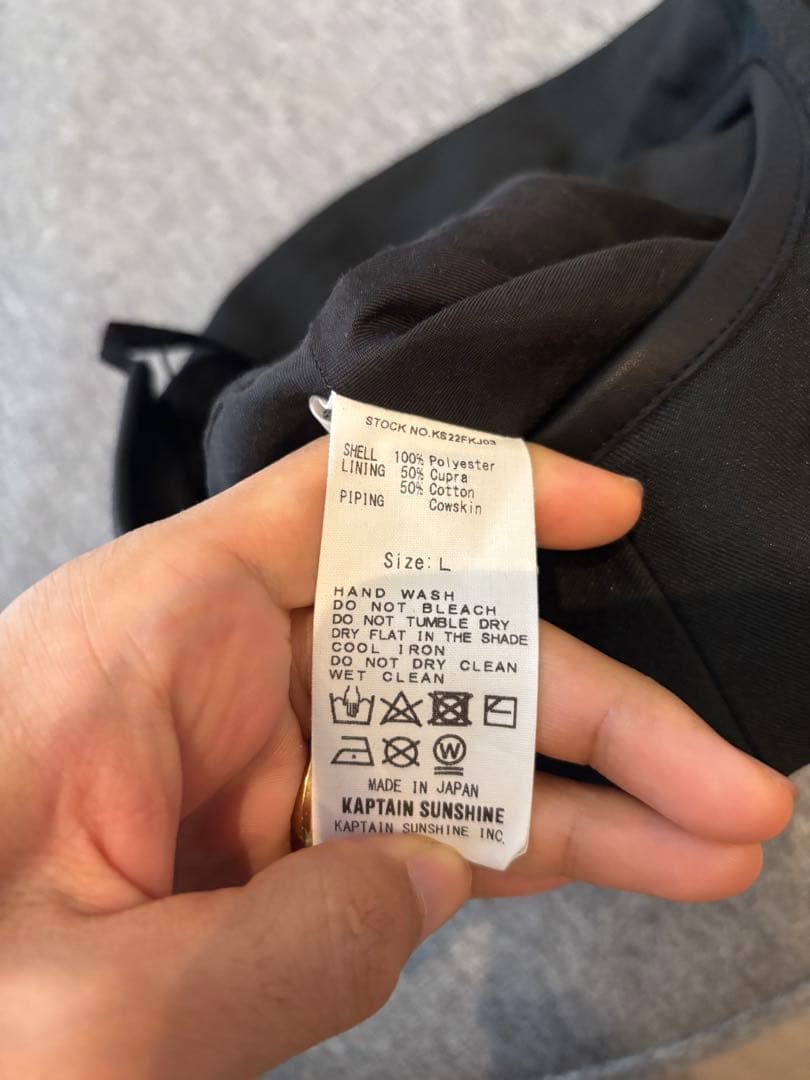 STOCK NO.KS22FKJ03
SHELL 100% Polyester
LINING 50% Cupra
50% Cotton
PIPING Cowskin
Size: L
HAND WASH
DO NOT BLEACH
DO NOT TUMBLE DRY
DRY FLAT IN THE SHADE
COOL IRON
DO NOT DRY CLEAN
WET CLEAN
W
MADE IN JAPAN
KAPTAIN SUNSHINE
KAPTAIN SUNSHINE INC.